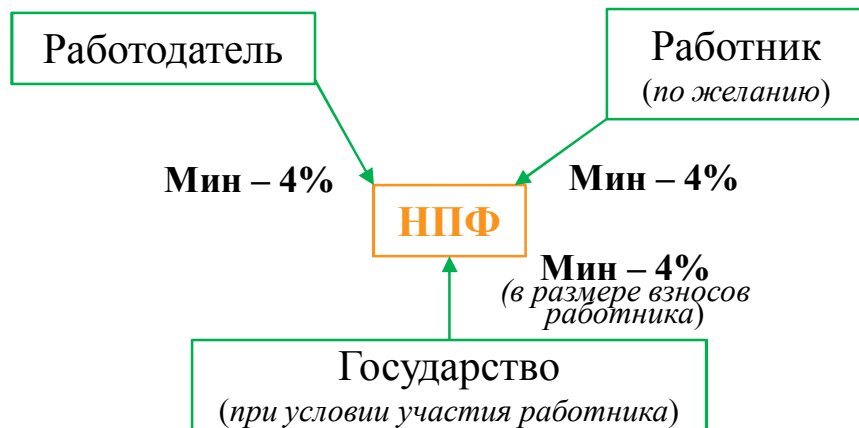 Работодатель
Работник
(по желанию)
Мин – 4%
Мин – 4%
НПФ
Мин – 4%
(в размере взносов
работника)
Государство
(при условии участия работника)